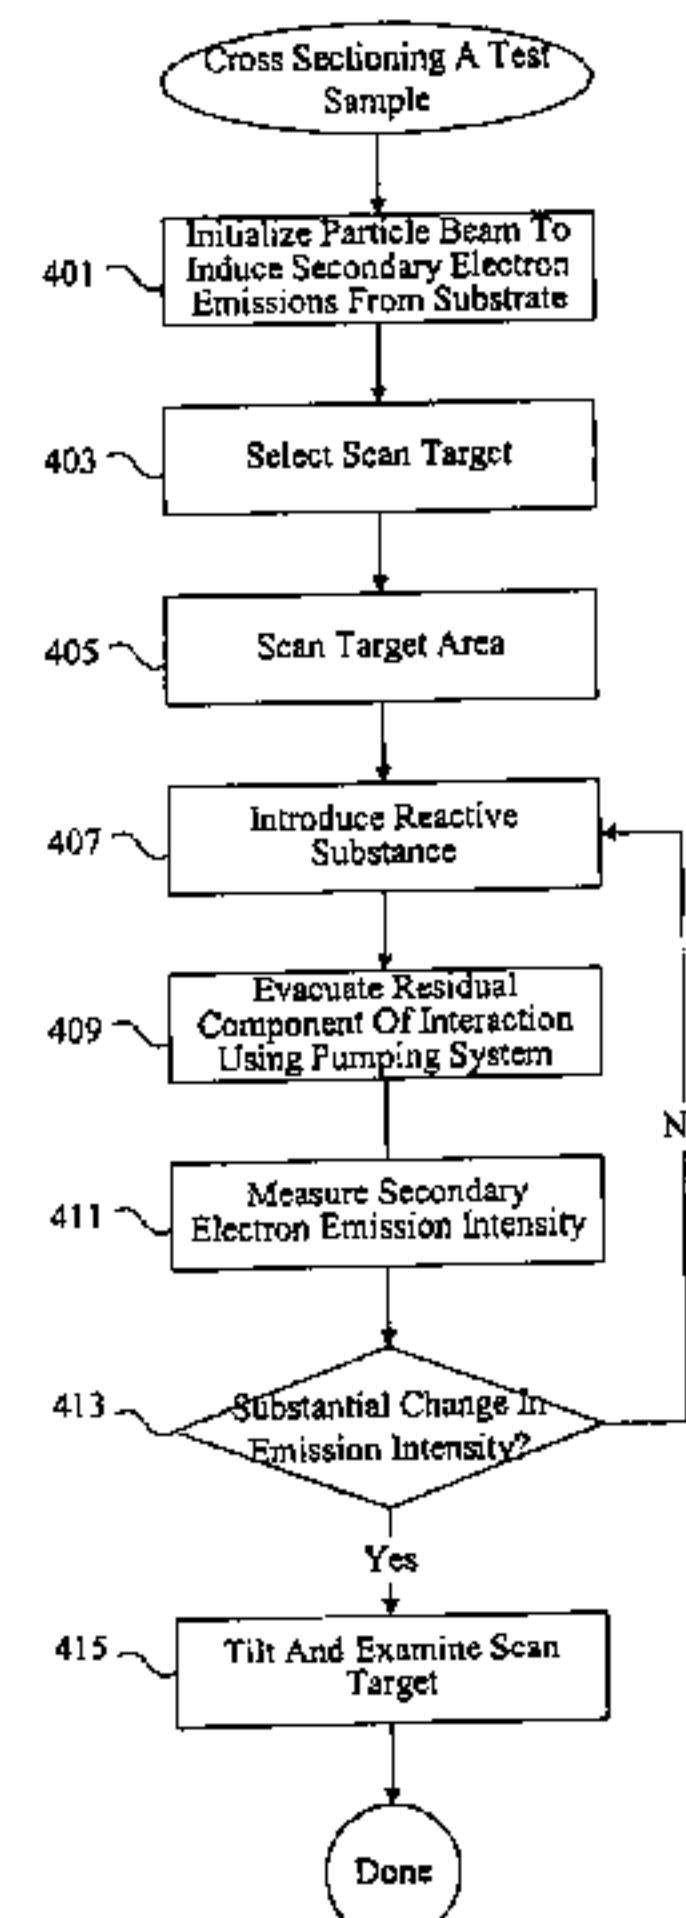 Cross Sectioning A Test
Sample
401
Initialize Particle Beam To
Induce Secondary Electron
Emissions From Substrate
403
Select Scan Target
405
Scan Target Area
407
Introduce Reactive
Substance
409
Evacuate Residual
Component Of Interaction
Using Pumping System
N
411
Measure Secondary
Electron Emission Intensity
413
Substantial Change In
Emission Intensity?
Yes
415
Tilt And Examine Scan
Target
Done